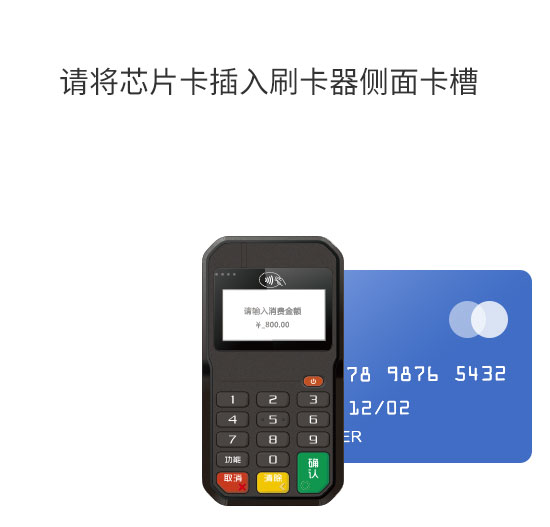 请将芯片卡插入刷卡器侧面卡槽
请输入消费金额
¥_800.00
78 9876 5432
1 2 3
12/02
4 5 6
7 8 9
ER
功能 0 确认
取消 清除